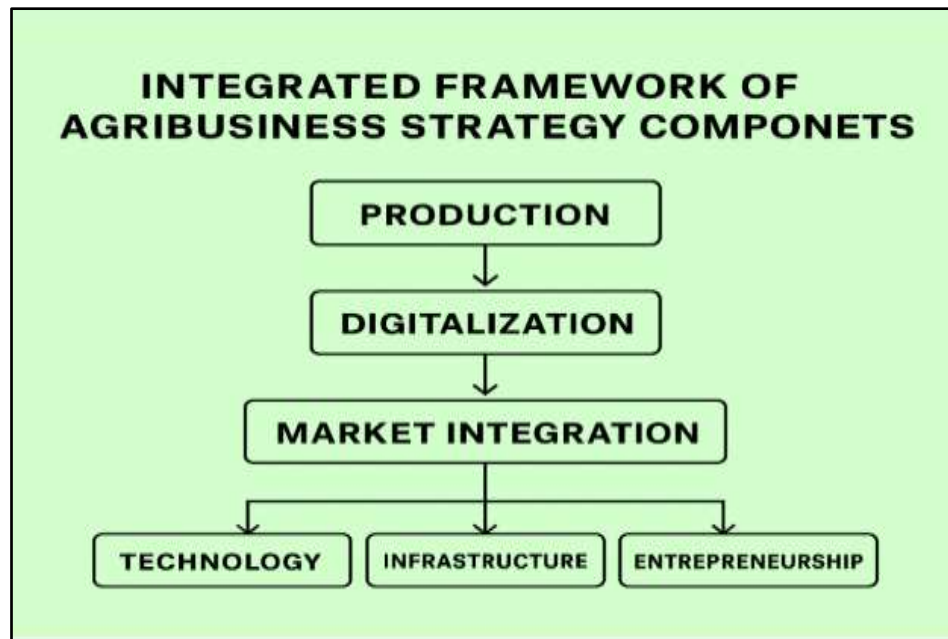 INTEGRATED FRAMEWORK OF
AGRIBUSINESS STRATEGY COMPONETS
PRODUCTION
DIGITALIZATION
MARKET INTEGRATION
TECHNOLOGY
INFRASTRUCTURE
ENTREPRENEURSHIP